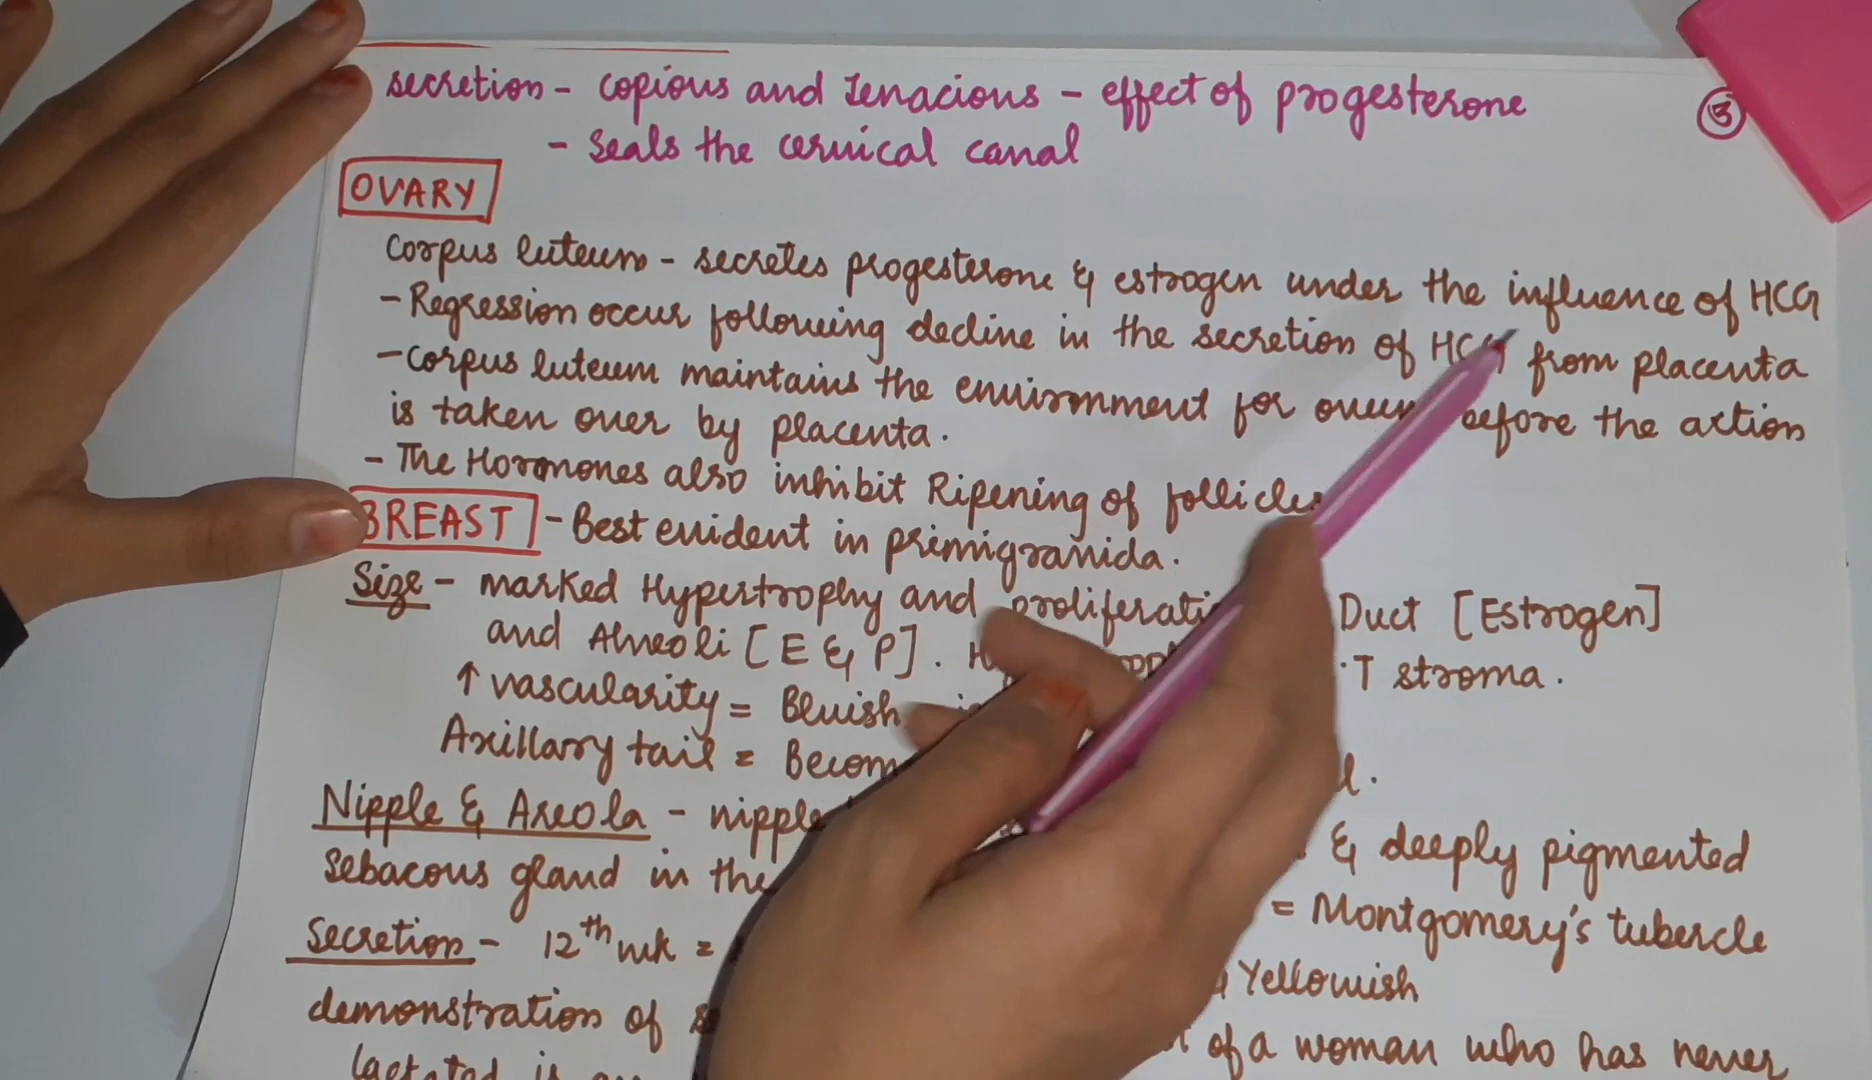 secretion - copious and Tenacious - effect of progesterone
5
- Seals the cervical canal
OVARY
Corpus luteum - secretes progesterone & estrogen under the influence of HCG
- Regression occur following decline in the secretion of HCG from placenta
- Corpus luteum maintains the environment for before the action
is taken over by placenta.
- The Hormones also inhibit Ripening of follicles
BREAST - Best evident in primigravida.
Size - marked Hypertrophy and Duct [Estrogen]
and Alveoli [E & P]. .T stroma.
↑ vascularity = Bluish
Axillary tail =
Nipple & Areola - nipple & deeply pigmented
Sebacous gland in the = Montgomery's tubercle
Secretion - 12th wk = Yellowish
demonstration of of a woman who has never
lactated is